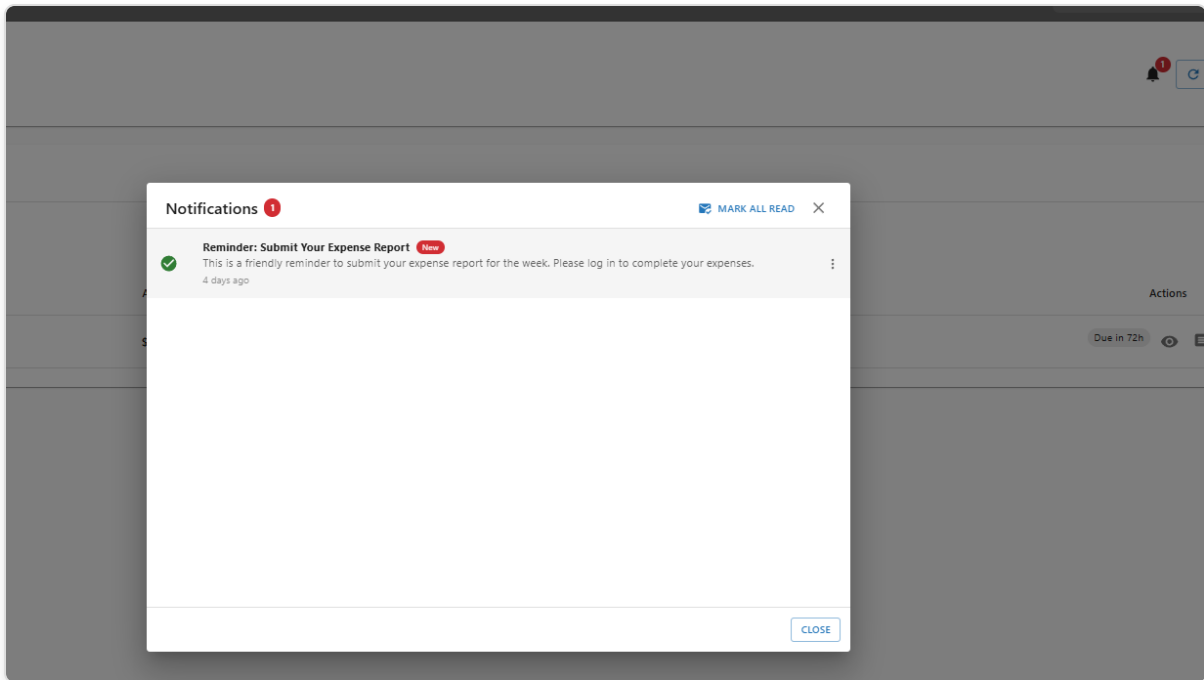 1
Notifications 1
MARK ALL READ
Reminder: Submit Your Expense Report New
This is a friendly reminder to submit your expense report for the week. Please log in to complete your expenses.
4 days ago
Actions
Due in 72h
CLOSE